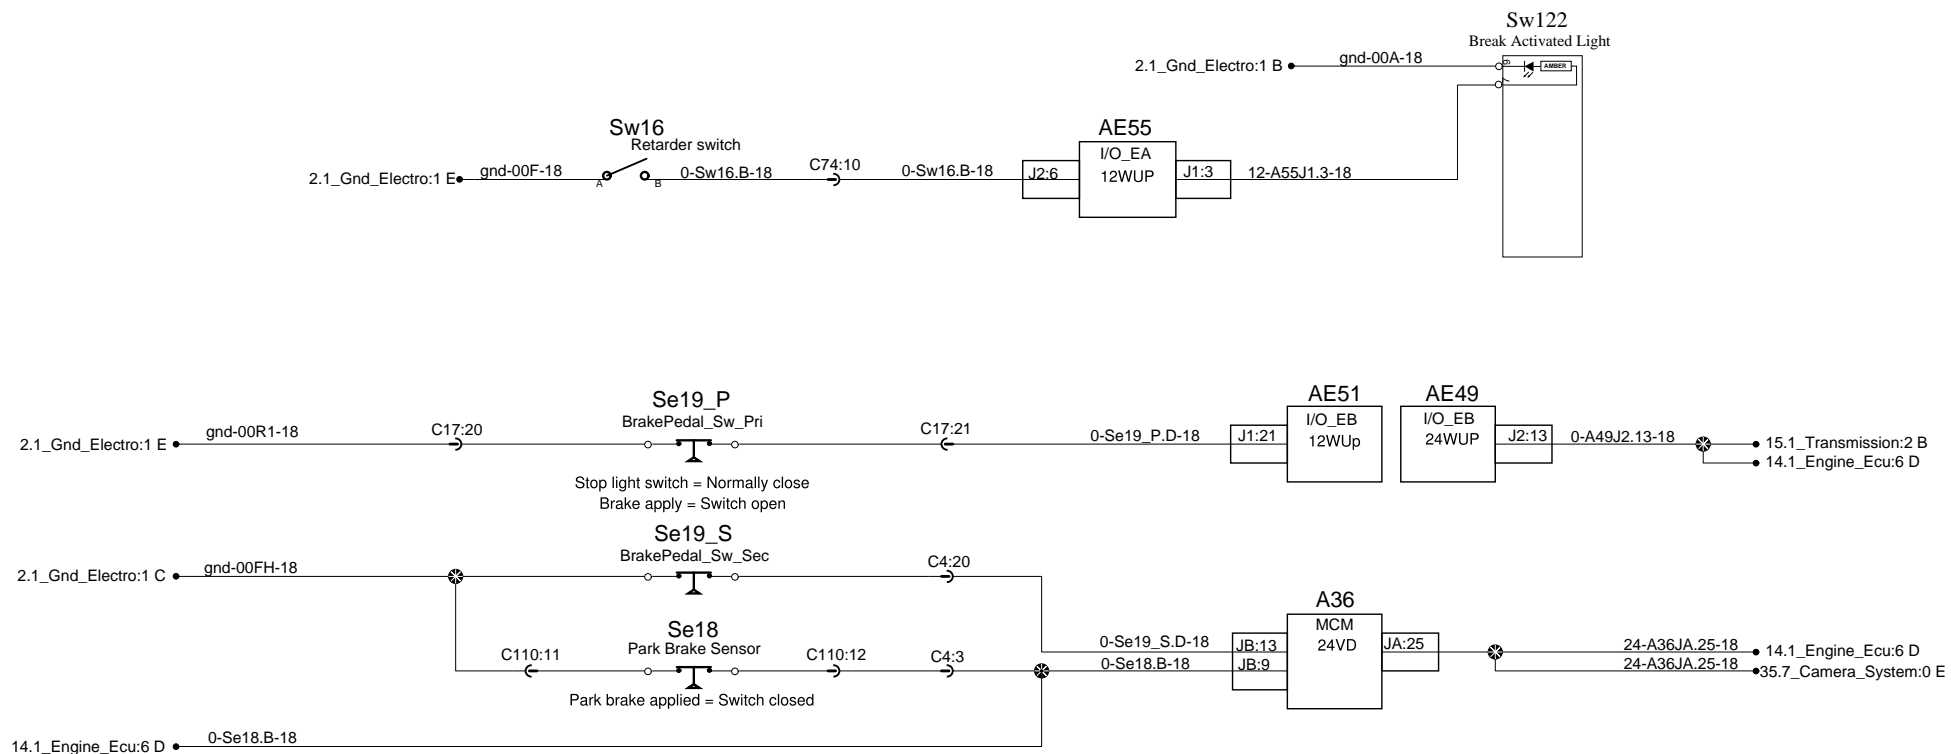 Sw122
Break Activated Light
2.1_Gnd_Electro:1 B
gnd-00A-18
9
AMBER
7
Sw16
Retarder switch
AE55
I/O_EA
12WUP
2.1_Gnd_Electro:1 E
gnd-00F-18
A
B
0-Sw16.B-18
C74:10
0-Sw16.B-18
J2:6
J1:3
12-A55J1.3-18
Se19_P
BrakePedal_Sw_Pri
AE51
I/O_EB
12WUp
AE49
I/O_EB
24WUP
2.1_Gnd_Electro:1 E
gnd-00R1-18
C17:20
C17:21
0-Se19_P.D-18
J1:21
J2:13
0-A49J2.13-18
15.1_Transmission:2 B
14.1_Engine_Ecu:6 D
Stop light switch = Normally close
Brake apply = Switch open
Se19_S
BrakePedal_Sw_Sec
2.1_Gnd_Electro:1 C
gnd-00FH-18
C4:20
A36
MCM
24VD
Se18
Park Brake Sensor
C110:11
C110:12
C4:3
0-Se19_S.D-18
0-Se18.B-18
JB:13
JB:9
JA:25
24-A36JA.25-18
14.1_Engine_Ecu:6 D
24-A36JA.25-18
35.7_Camera_System:0 E
Park brake applied = Switch closed
14.1_Engine_Ecu:6 D
0-Se18.B-18